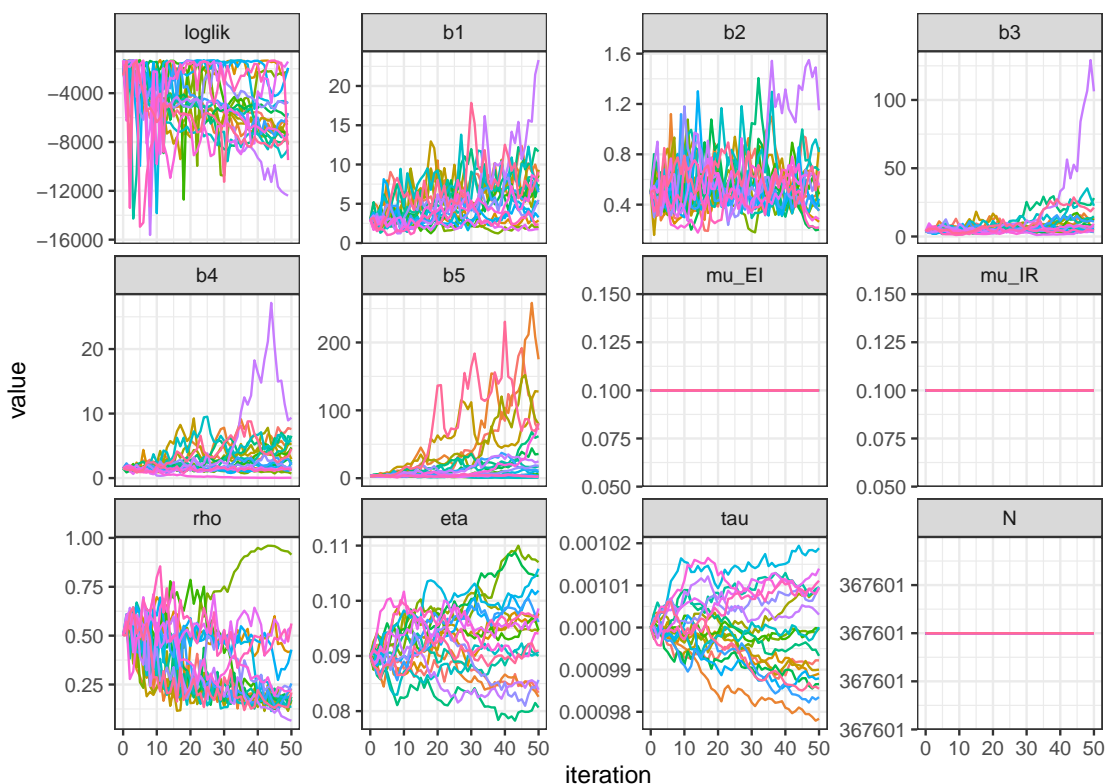 loglik b1 b2 b3
−4000 −8000 −12000 −16000
20 15 10 5 0
1.6 1.2 0.8 0.4
100 50 0
b4 b5 mu_EI mu_IR
20 10 0
200 100 0
0.150 0.125 0.100 0.075 0.050
0.150 0.125 0.100 0.075 0.050
rho eta tau N
1.00 0.75 0.50 0.25
0.11 0.10 0.09 0.08
0.00102 0.00101 0.00100 0.00099 0.00098
367601 367601 367601 367601
0 10 20 30 40 50 0 10 20 30 40 50 0 10 20 30 40 50 0 10 20 30 40 50
value
iteration